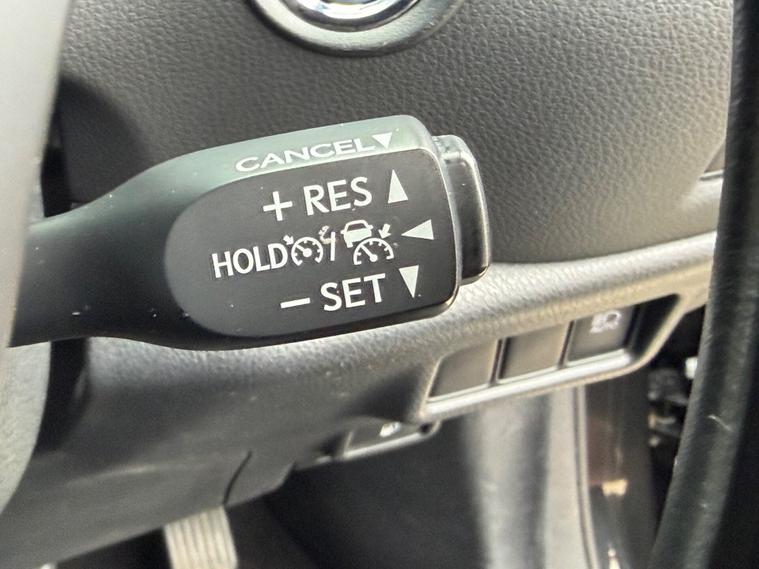 CANCEL
+ RES
HOLD /
− SET